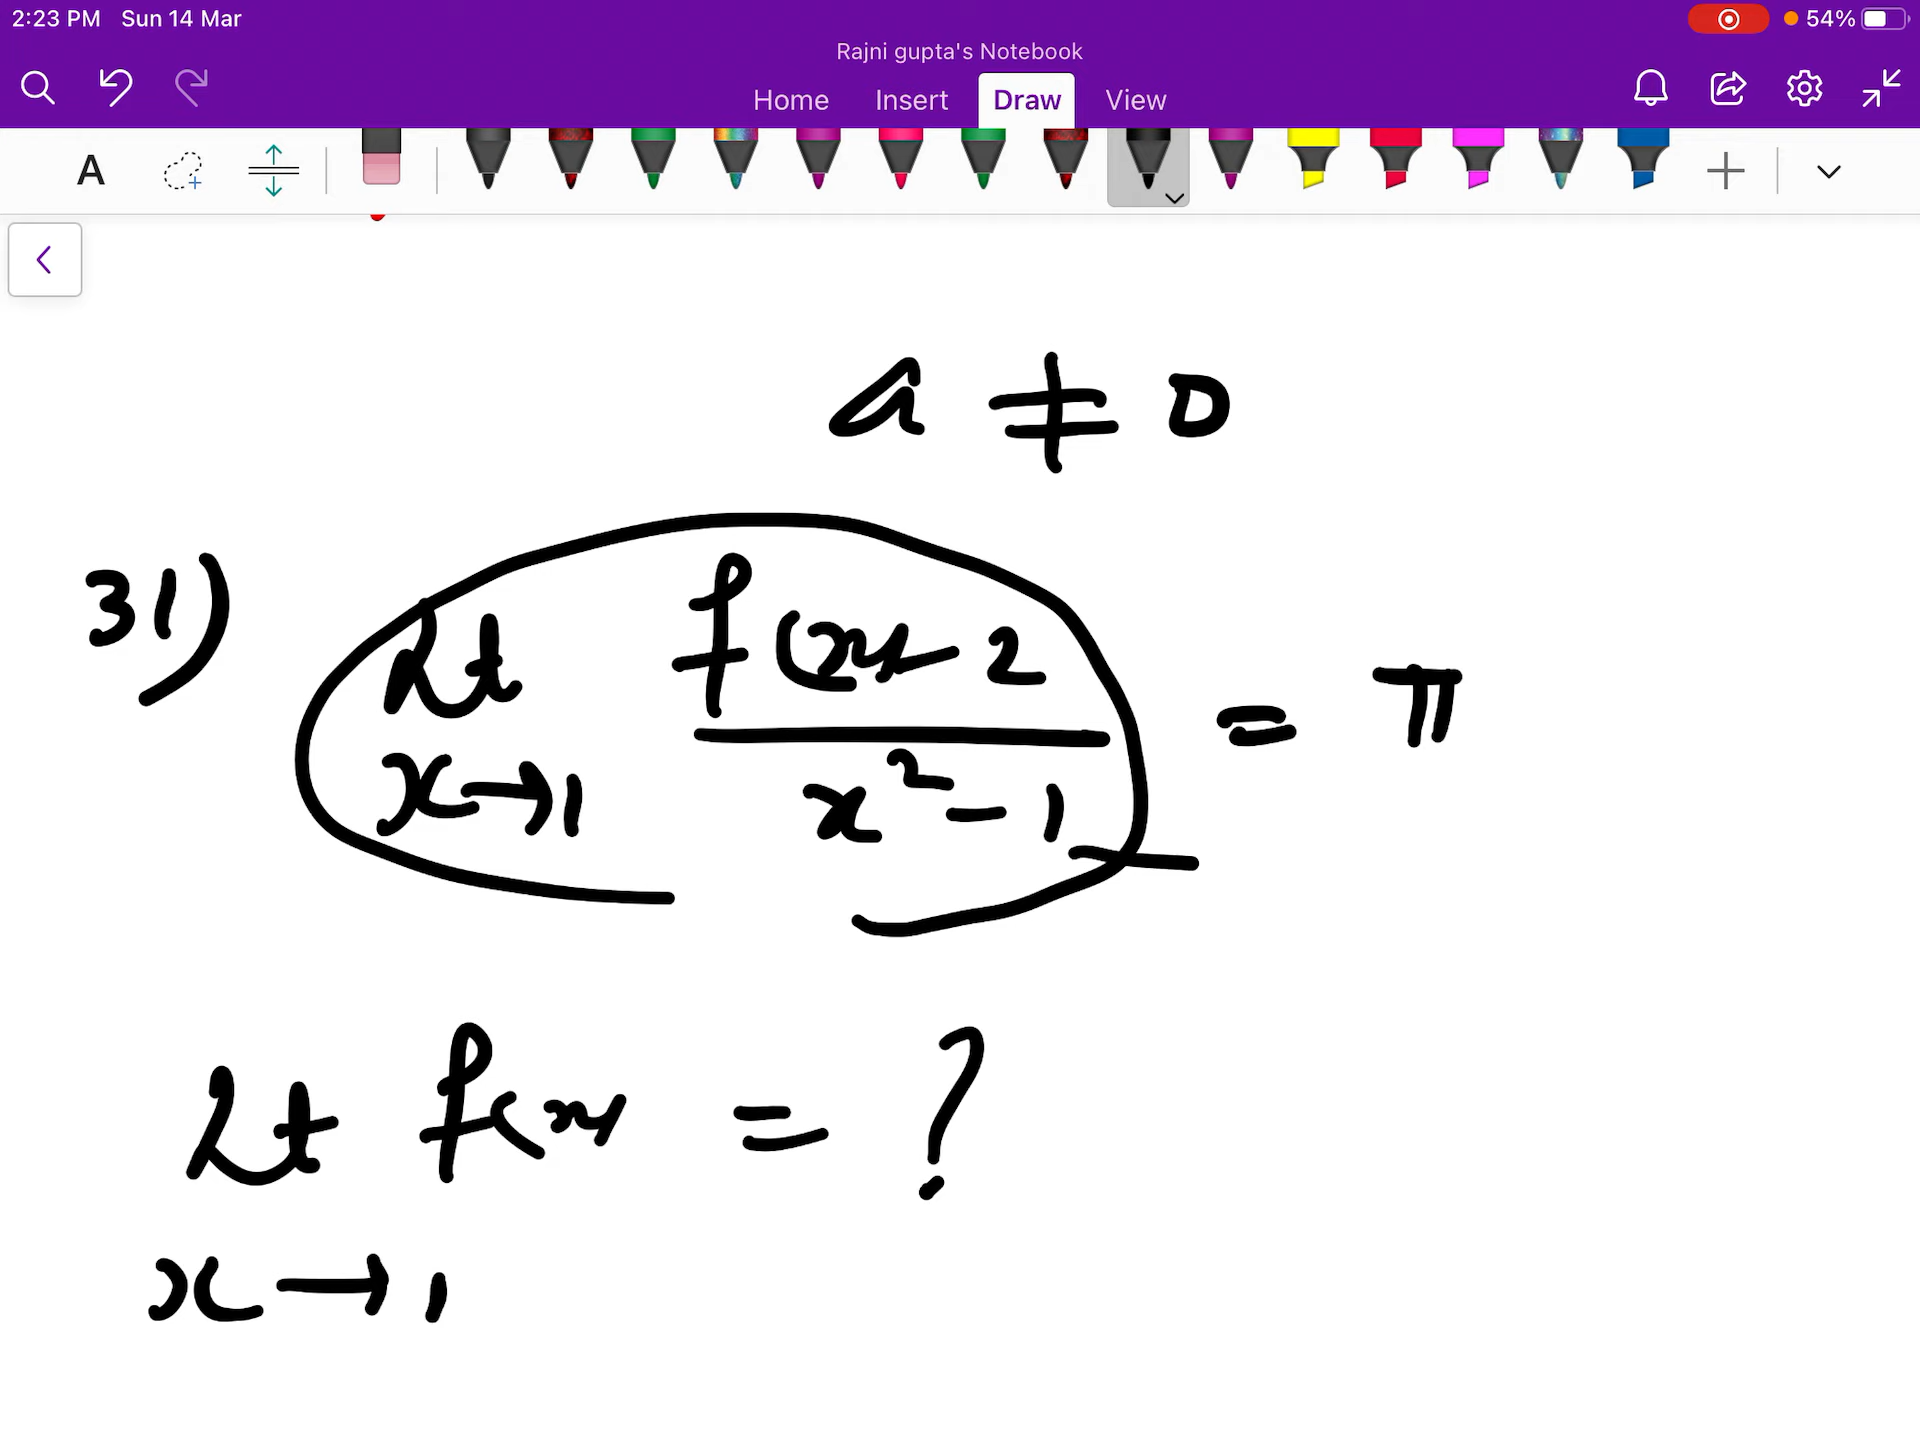 2:23 PM Sun 14 Mar
54%
Rajni gupta's Notebook
Home Insert Draw View
A
a ≠ 0
31) Lt x→1 f(x)-2 / x² - 1 = π
Lt f(x) = ?
x → 1